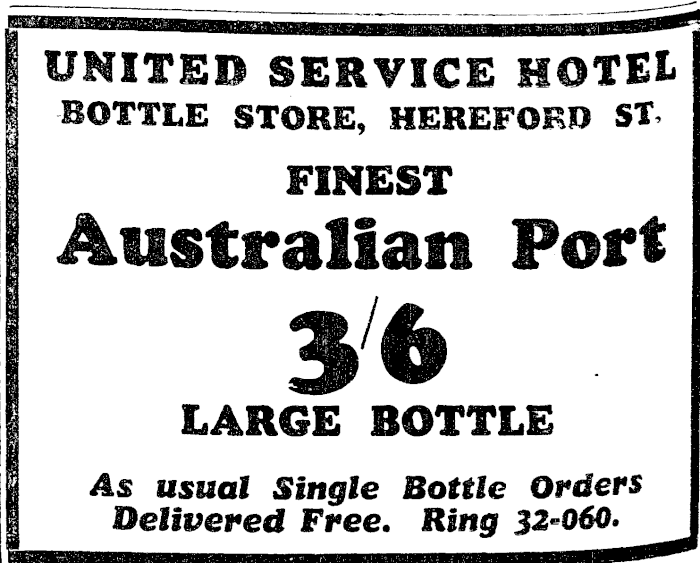 UNITED SERVICE HOTEL
BOTTLE STORE, HEREFORD ST.
FINEST
Australian Port
3/6
LARGE BOTTLE
As usual Single Bottle Orders
Delivered Free. Ring 32-060.